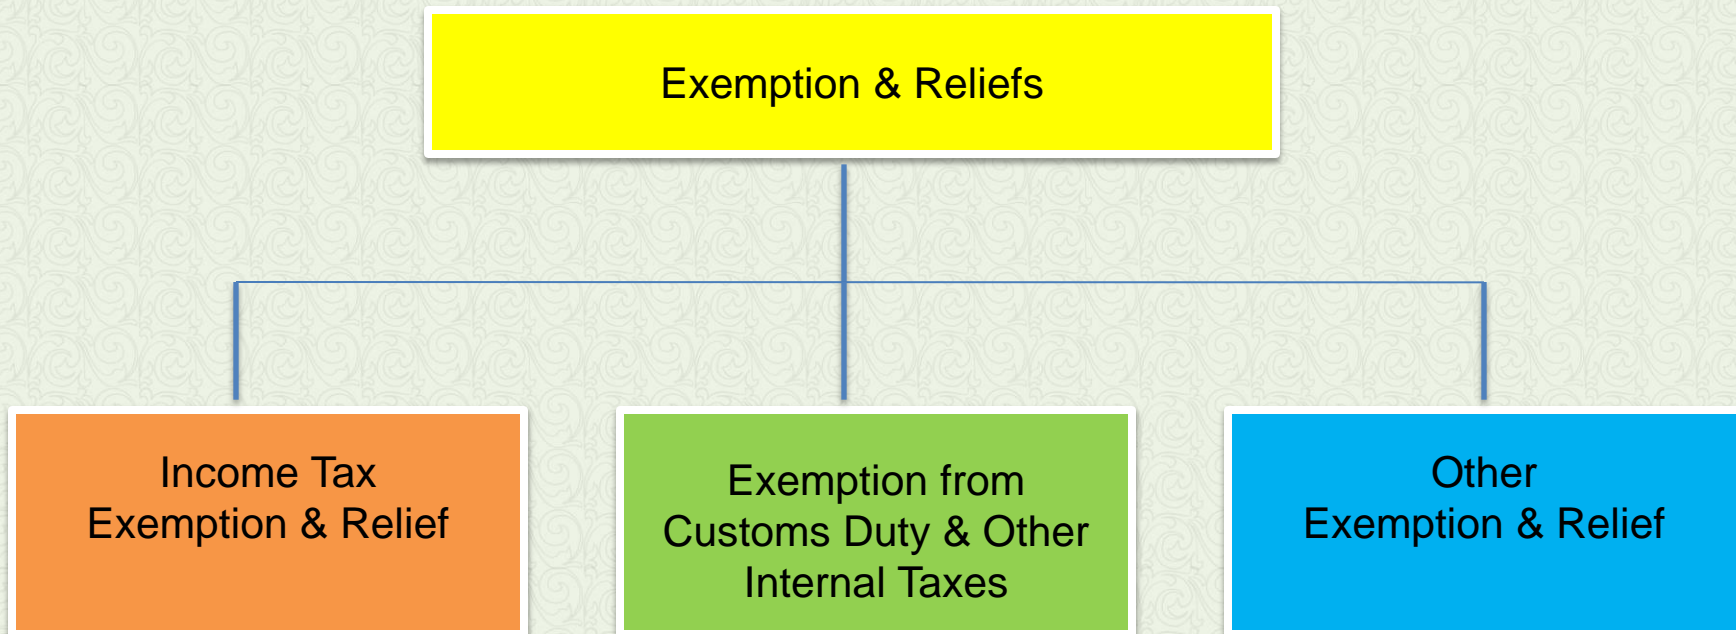 Exemption & Reliefs
Income Tax
Exemption & Relief
Exemption from
Customs Duty & Other
Internal Taxes
Other
Exemption & Relief